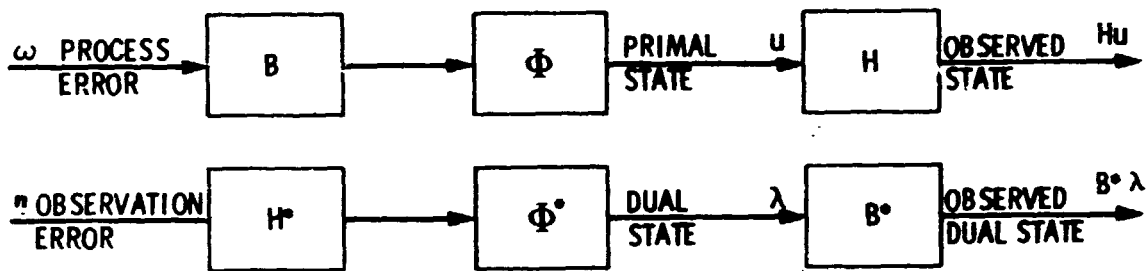 ω PROCESS
ERROR
B
Φ
PRIMAL
STATE
u
H
OBSERVED
STATE
Hu
n OBSERVATION
ERROR
H*
Φ*
DUAL
STATE
λ
B*
OBSERVED
DUAL STATE
B* λ